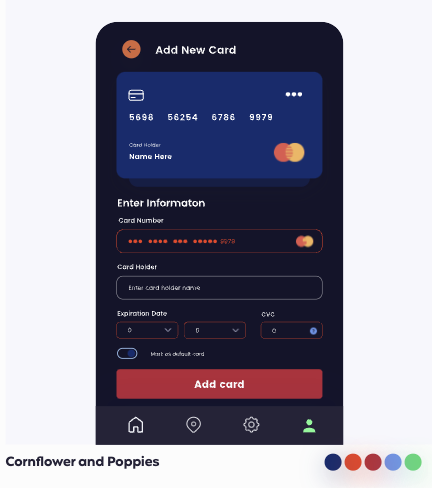 Add New Card
5698 56254 6786 9979
Card Holder
Name Here
Enter Informaton
Card Number
9979
Card Holder
Enter card holder name
Expiration Date
CVC
0
0
0
Must as default card
Add card
Cornflower and Poppies